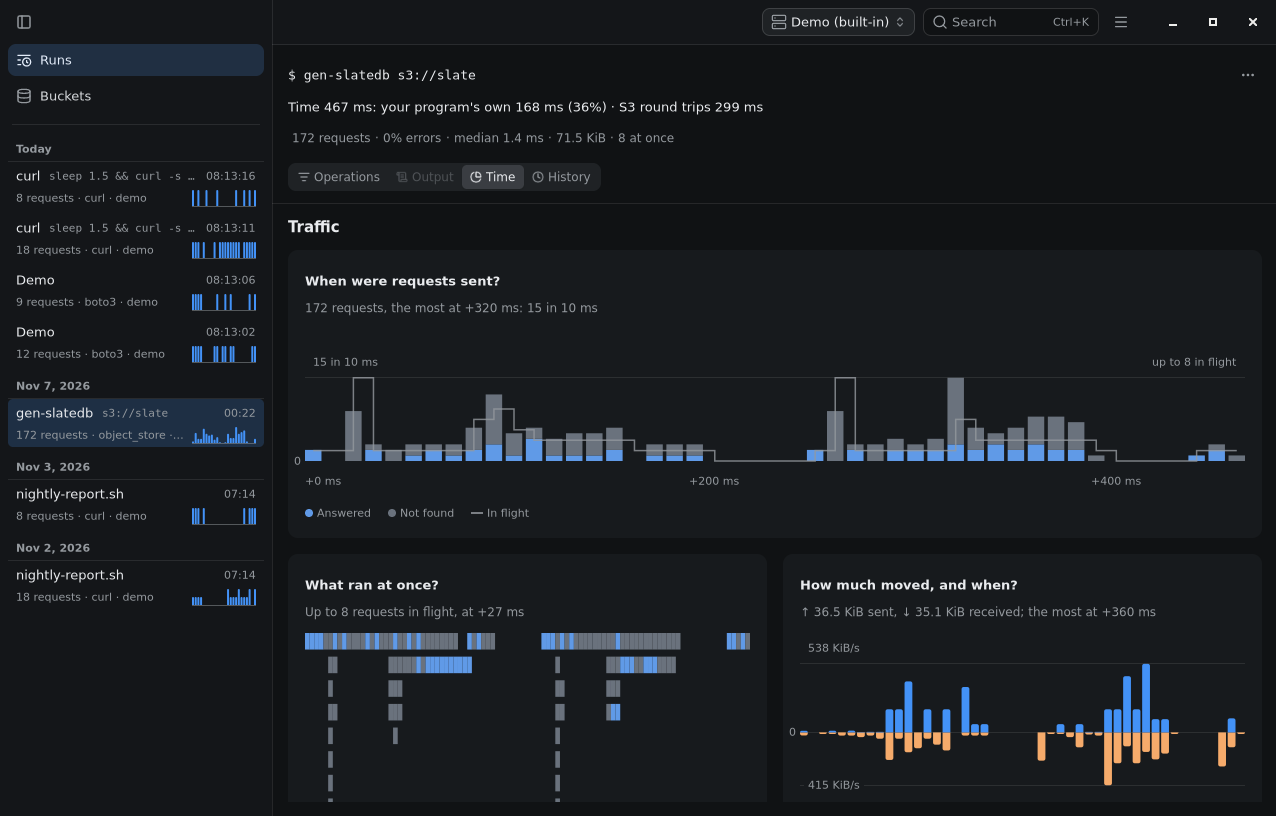 Demo (built-in)
Search
Ctrl+K
Runs
Buckets
Today
curl sleep 1.5 && curl -s … 08:13:16
8 requests · curl · demo
curl sleep 1.5 && curl -s … 08:13:11
18 requests · curl · demo
Demo 08:13:06
9 requests · boto3 · demo
Demo 08:13:02
12 requests · boto3 · demo
Nov 7, 2026
gen-slatedb s3://slate 00:22
172 requests · object_store ·…
Nov 3, 2026
nightly-report.sh 07:14
8 requests · curl · demo
Nov 2, 2026
nightly-report.sh 07:14
18 requests · curl · demo
$ gen-slatedb s3://slate
Time 467 ms: your program's own 168 ms (36%) · S3 round trips 299 ms
172 requests · 0% errors · median 1.4 ms · 71.5 KiB · 8 at once
Operations Output Time History
Traffic
When were requests sent?
172 requests, the most at +320 ms: 15 in 10 ms
15 in 10 ms up to 8 in flight
0
+0 ms +200 ms +400 ms
Answered Not found In flight
What ran at once?
Up to 8 requests in flight, at +27 ms
How much moved, and when?
↑ 36.5 KiB sent, ↓ 35.1 KiB received; the most at +360 ms
538 KiB/s
0
415 KiB/s